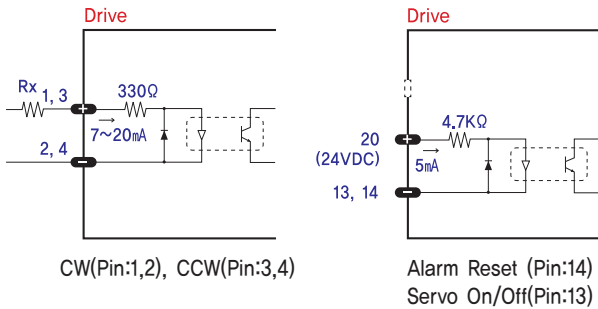 Drive
Rx
1, 3
330Ω
7~20mA
2, 4
CW(Pin:1,2), CCW(Pin:3,4)
Drive
4.7KΩ
20
(24VDC)
5mA
13, 14
Alarm Reset (Pin:14)
Servo On/Off(Pin:13)